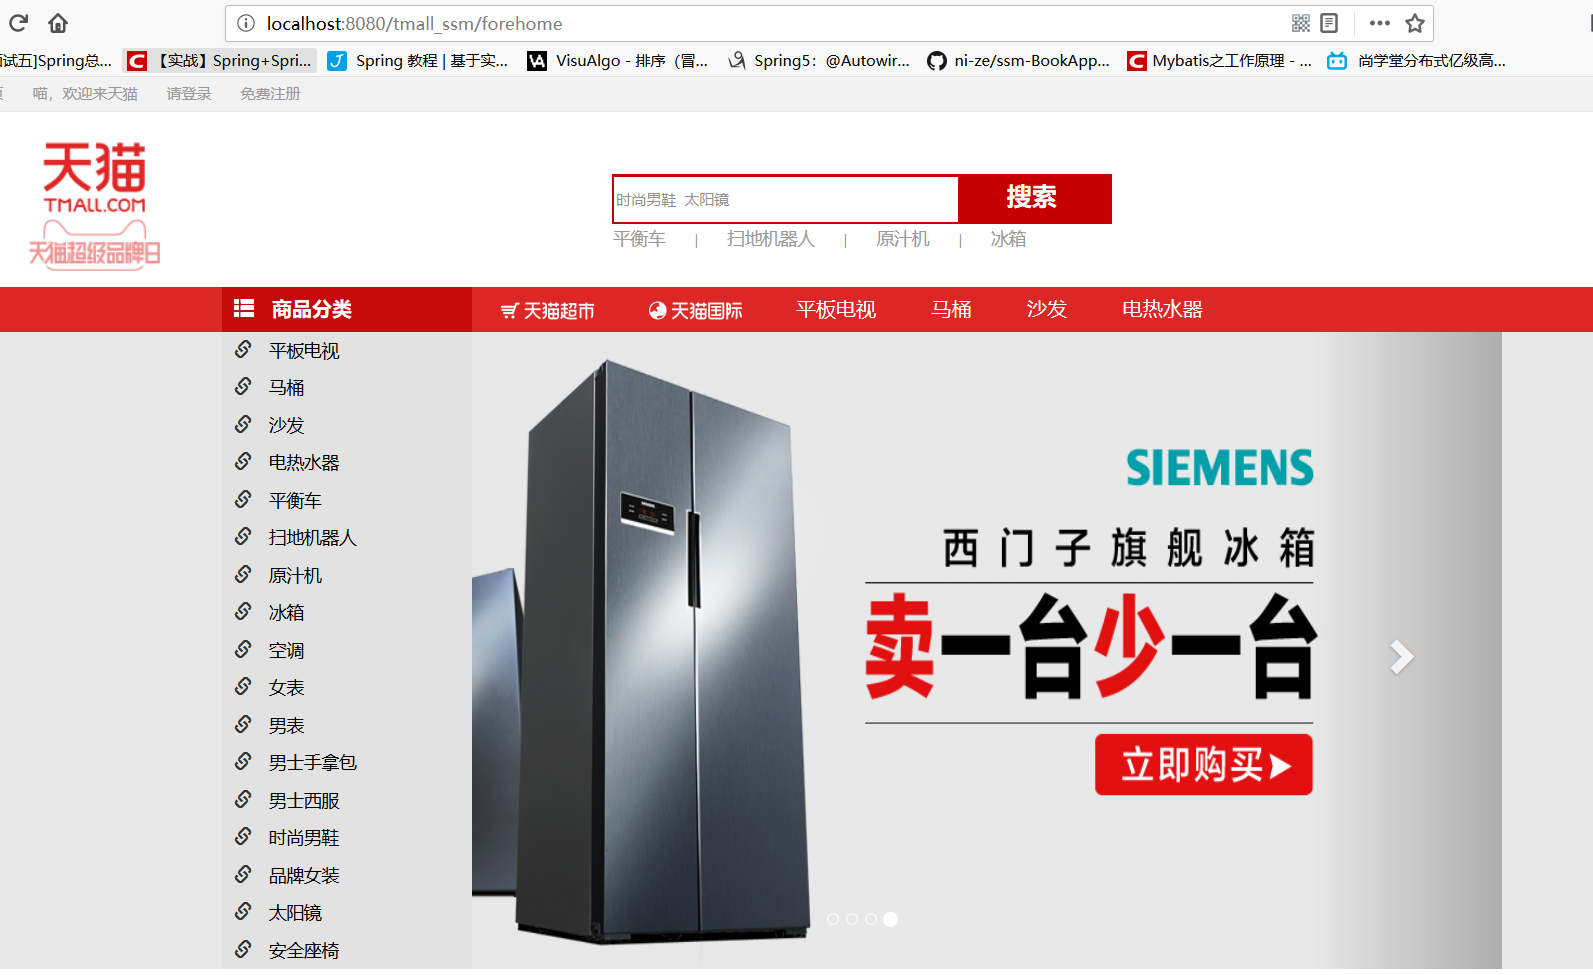 localhost:8080/tmall_ssm/forehome
试五]Spring总... 【实战】Spring+Spri... Spring 教程 | 基于实... VisuAlgo - 排序（冒... Spring5：@Autowir... ni-ze/ssm-BookApp... Mybatis之工作原理 - ... 尚学堂分布式亿级高...
喵，欢迎来天猫 请登录 免费注册
天猫
TMALL.COM
天猫超级品牌日
时尚男鞋 太阳镜 搜索
平衡车 | 扫地机器人 | 原汁机 | 冰箱
商品分类 天猫超市 天猫国际 平板电视 马桶 沙发 电热水器
平板电视
马桶
沙发
电热水器
平衡车
扫地机器人
原汁机
冰箱
空调
女表
男表
男士手拿包
男士西服
时尚男鞋
品牌女装
太阳镜
安全座椅
SIEMENS
西门子旗舰冰箱
卖一台少一台
立即购买